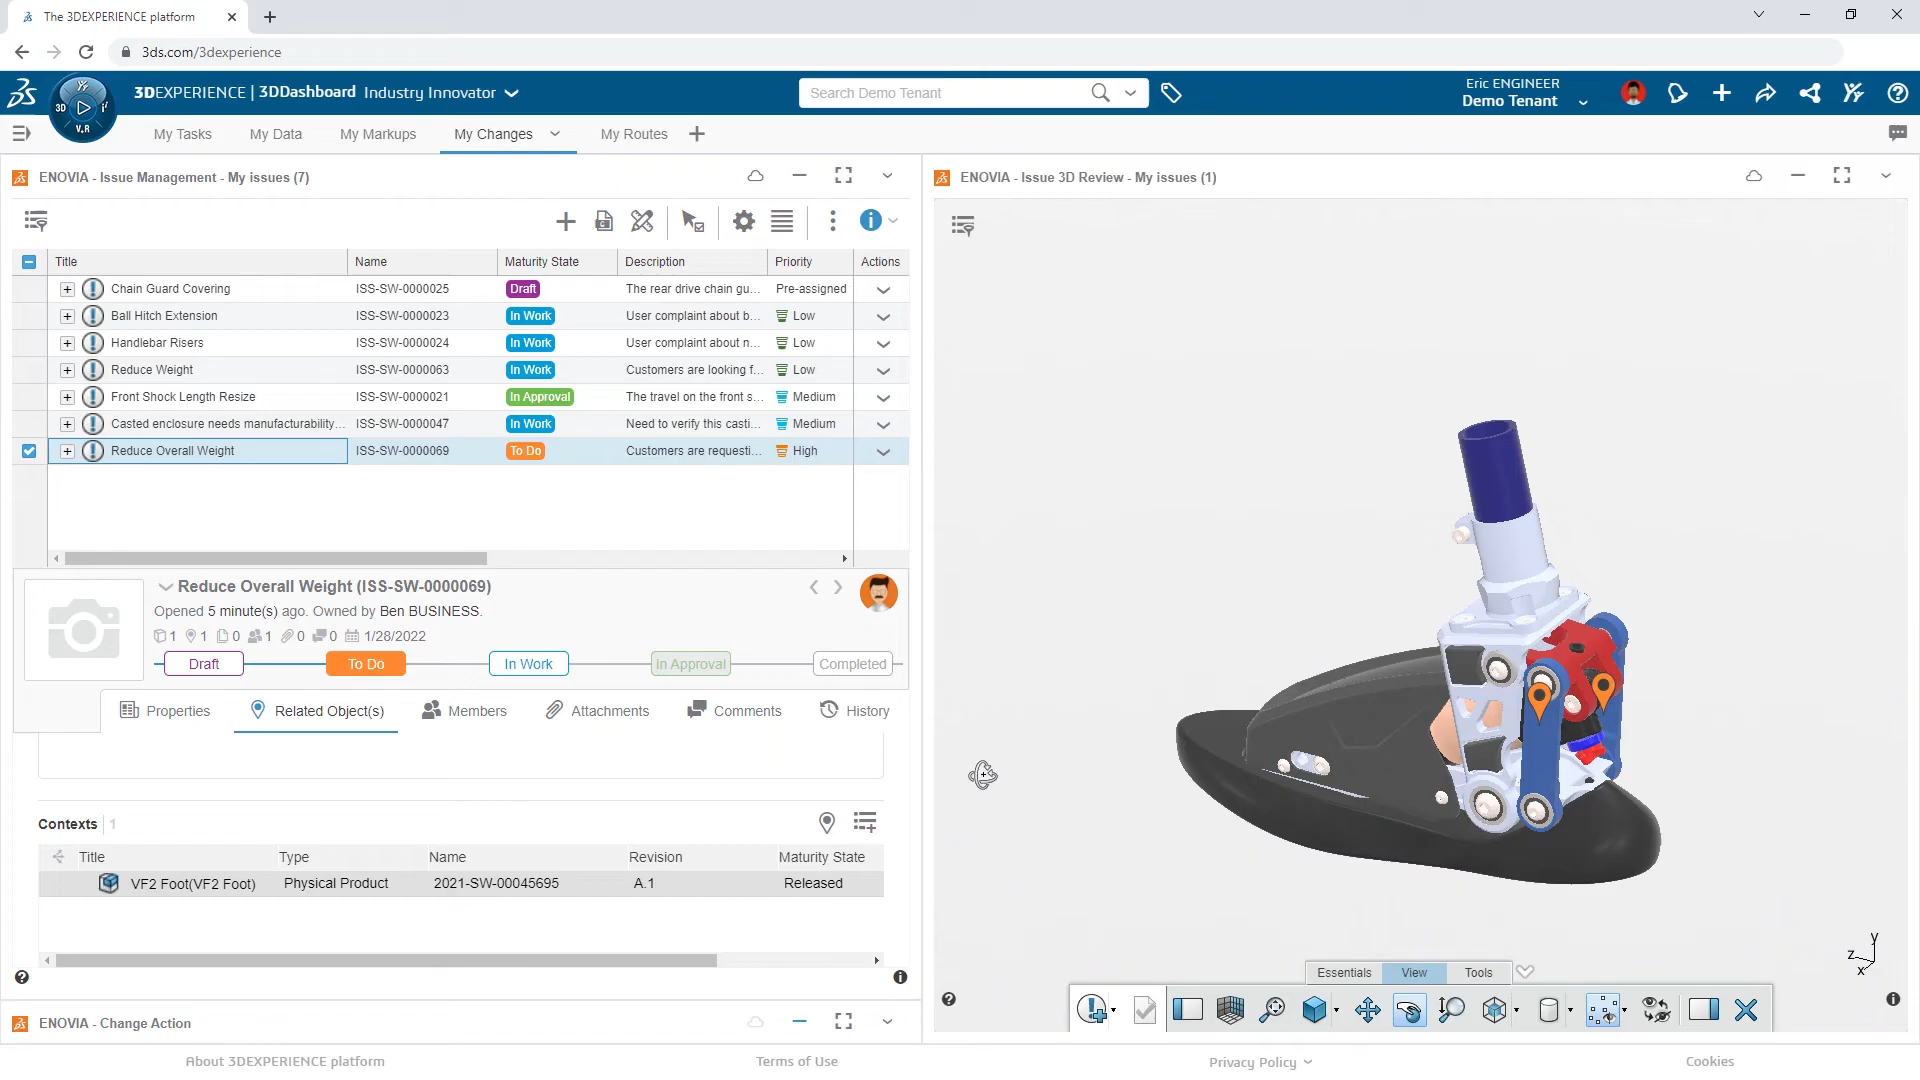 The 3DEXPERIENCE platform
3ds.com/3dexperience
3DEXPERIENCE | 3DDashboard Industry Innovator
Search Demo Tenant
Eric ENGINEER
Demo Tenant
3D
V.R
My Tasks My Data My Markups My Changes My Routes
ENOVIA - Issue Management - My issues (7)
Title Name Maturity State Description Priority Actions
Chain Guard Covering ISS-SW-0000025 Draft The rear drive chain gu... Pre-assigned
Ball Hitch Extension ISS-SW-0000023 In Work User complaint about b... Low
Handlebar Risers ISS-SW-0000024 In Work User complaint about n... Low
Reduce Weight ISS-SW-0000063 In Work Customers are looking f... Low
Front Shock Length Resize ISS-SW-0000021 In Approval The travel on the front s... Medium
Casted enclosure needs manufacturability... ISS-SW-0000047 In Work Need to verify this casti... Medium
Reduce Overall Weight ISS-SW-0000069 To Do Customers are requesti... High
Reduce Overall Weight (ISS-SW-0000069)
Opened 5 minute(s) ago. Owned by Ben BUSINESS.
1 1 0 1 0 0 1/28/2022
Draft To Do In Work In Approval Completed
Properties Related Object(s) Members Attachments Comments History
Contexts 1
Title Type Name Revision Maturity State
VF2 Foot(VF2 Foot) Physical Product 2021-SW-00045695 A.1 Released
ENOVIA - Change Action
ENOVIA - Issue 3D Review - My issues (1)
y
z
x
Essentials View Tools
About 3DEXPERIENCE platform Terms of Use Privacy Policy Cookies